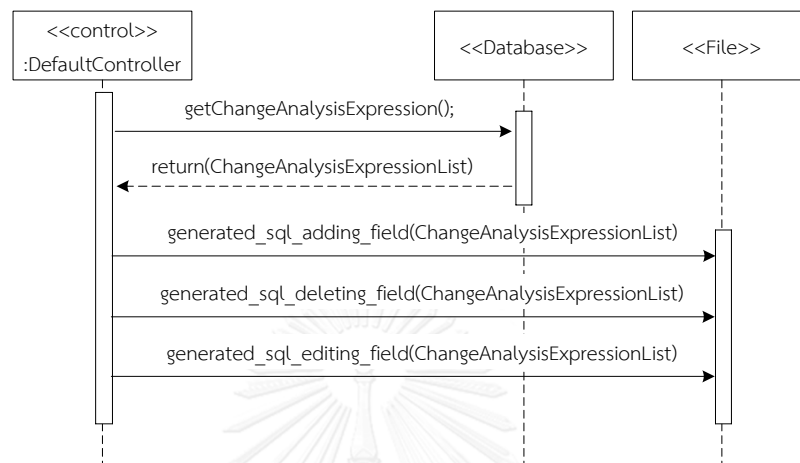 <<control>>
:DefaultController
<<Database>>
<<File>>
getChangeAnalysisExpression();
return(ChangeAnalysisExpressionList)
generated_sql_adding_field(ChangeAnalysisExpressionList)
generated_sql_deleting_field(ChangeAnalysisExpressionList)
generated_sql_editing_field(ChangeAnalysisExpressionList)